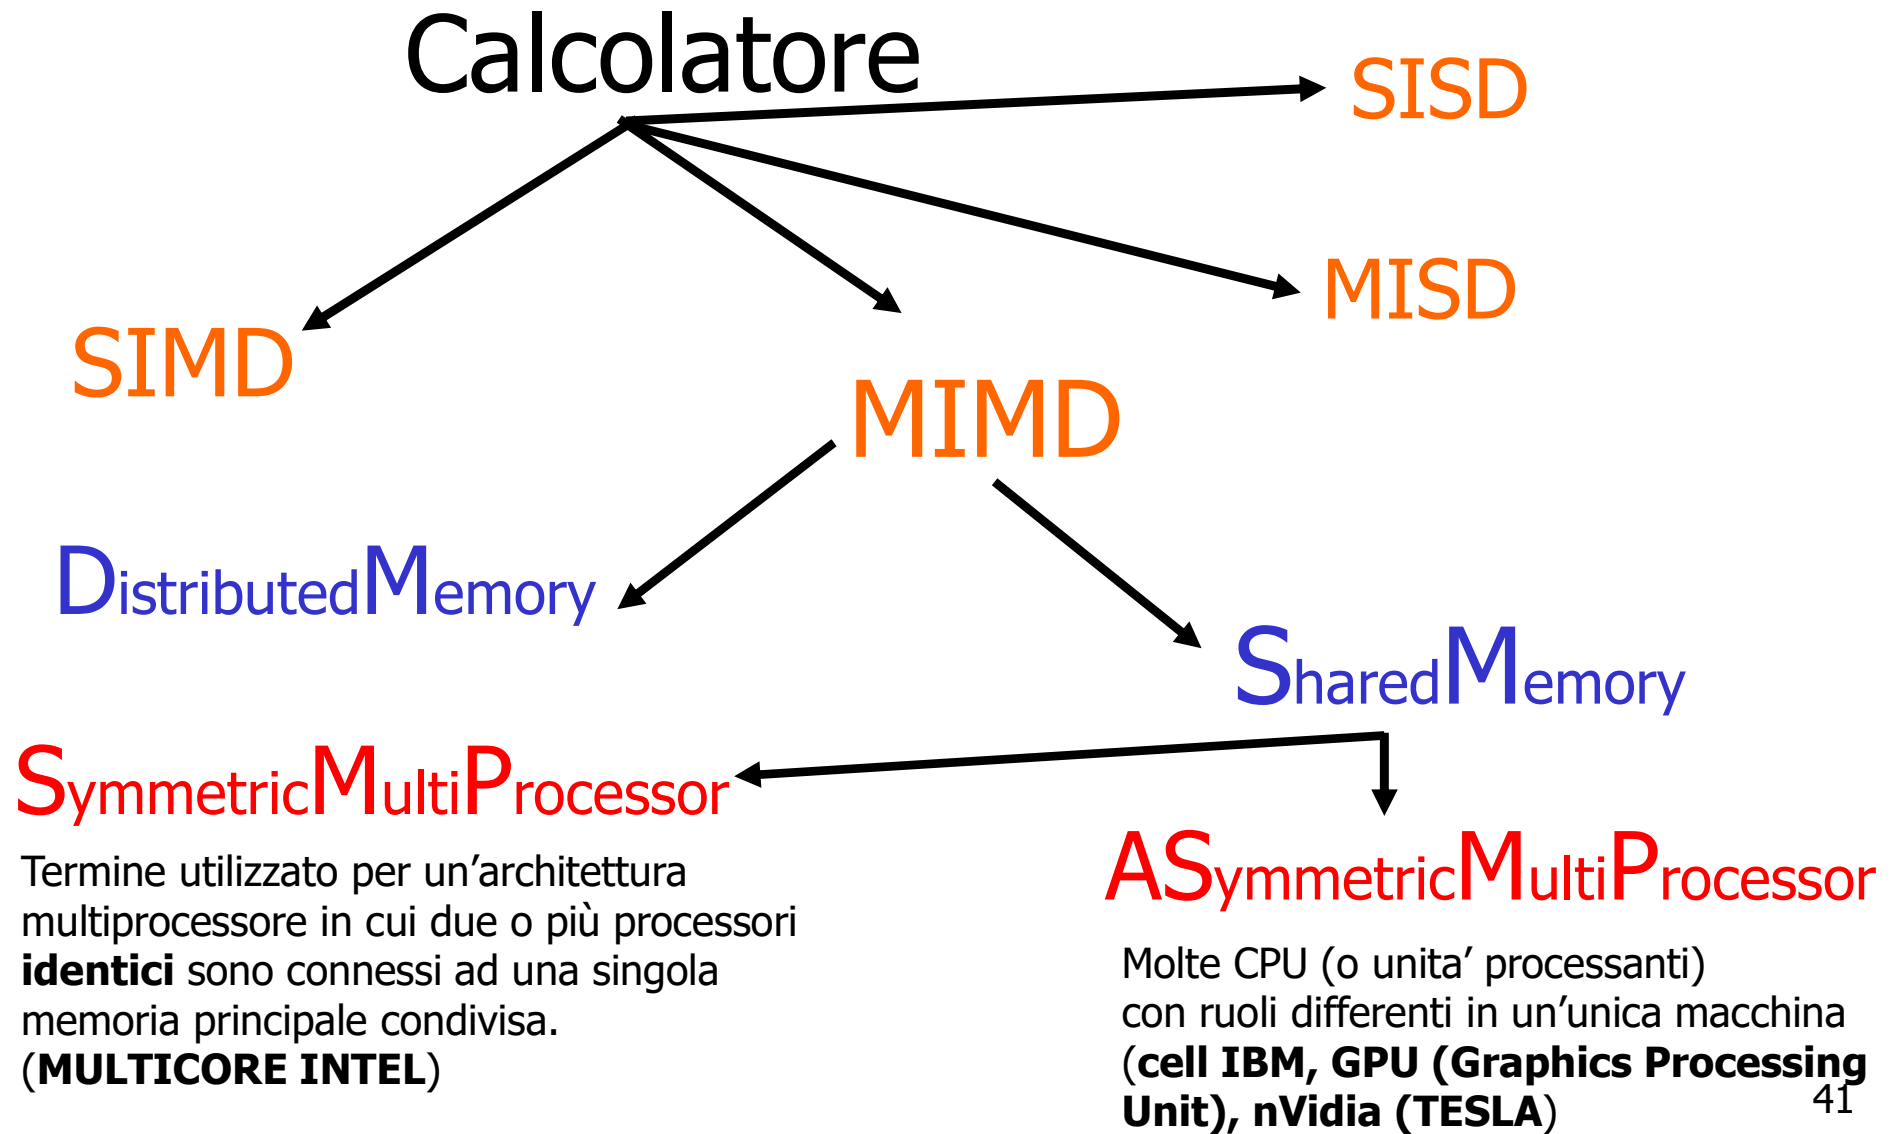 Calcolatore
SISD
MISD
SIMD
MIMD
DistributedMemory
SharedMemory
SymmetricMultiProcessor
Termine utilizzato per un’architettura
multiprocessore in cui due o più processori
identici sono connessi ad una singola
memoria principale condivisa.
(MULTICORE INTEL)
ASymmetricMultiProcessor
Molte CPU (o unita’ processanti)
con ruoli differenti in un’unica macchina
(cell IBM, GPU (Graphics Processing
Unit), nVidia (TESLA)
41